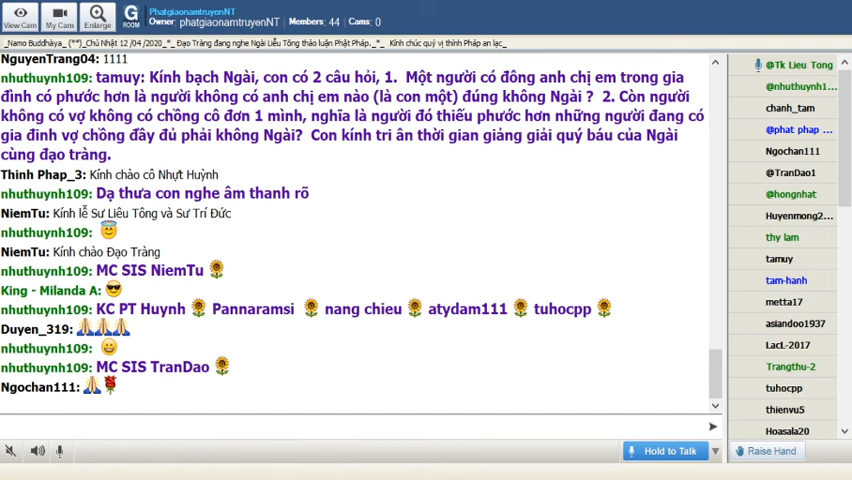 View Cam
My Cam
Enlarge
G
ROOM
PhatgiaonamtruyenNT
Owner: phatgiaonamtruyenNT Members: 44 Cams: 0
_Namo Buddhàya_ (**)_Chủ Nhật 12 /04 /2020_* Đạo Tràng đang nghe Ngài Liễu Tông thảo luận Phật Pháp._*_ Kính chúc quý vị thính Pháp an lạc_
NguyenTrang04: 1111
nhuthuynh109: tamuy: Kính bạch Ngài, con có 2 câu hỏi, 1. Một người có đông anh chị em trong gia
đình có phước hơn là người không có anh chị em nào (là con một) đúng không Ngài ? 2. Còn người
không có vợ không có chồng cô đơn 1 mình, nghĩa là người đó thiếu phước hơn những người đang có
gia đinh vợ chồng đầy đủ phải không Ngài? Con kính tri ân thời gian giảng giải quý báu của Ngài
cùng đạo tràng.
Thinh Phap_3: Kính chào cô Nhựt Huỳnh
nhuthuynh109: Dạ thưa con nghe âm thanh rõ
NiemTu: Kính lễ Sư Liêu Tông và Sư Trí Đức
nhuthuynh109:
NiemTu: Kính chào Đạo Tràng
nhuthuynh109: MC SIS NiemTu
King - Milanda A:
nhuthuynh109: KC PT Huynh Pannaramsi nang chieu atydam111 tuhocpp
Duyen_319:
nhuthuynh109:
nhuthuynh109: MC SIS TranDao
Ngochan111:
@Tk Lieu Tong
@nhuthuynh1...
chanh_tam
@phat phap ...
Ngochan111
@TranDao1
@hongnhat
Huyenmong2...
thy lam
tamuy
tam-hanh
metta17
asiandoo1937
LacL-2017
Trangthu-2
tuhocpp
thienvu5
Hoasala20
Hold to Talk
Raise Hand